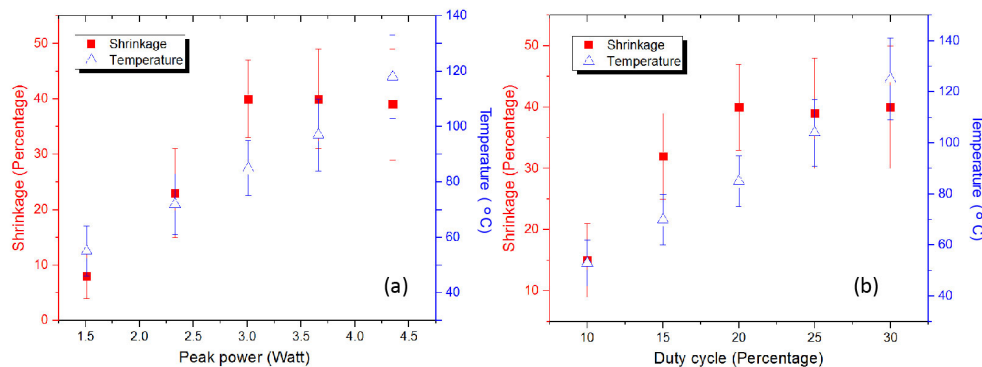 Shrinkage
Temperature
Shrinkage (Percentage)
50
40
30
20
10
0
140
120
100
80
60
40
Temperature (ºC)
1.5 2.0 2.5 3.0 3.5 4.0 4.5
Peak power (Watt)
(a)
Shrinkage
Temperature
Shrinkage (Percentage)
50
40
30
20
10
140
120
100
80
60
40
Temperature (ºC)
10 15 20 25 30
Duty cycle (Percentage)
(b)